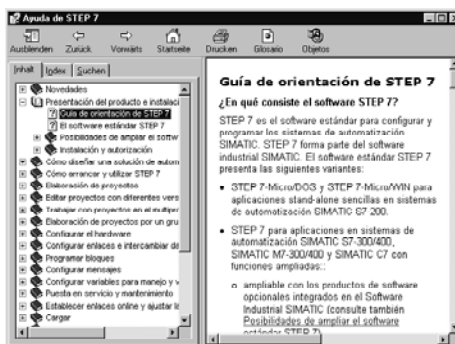 Ayuda de STEP 7
Ausblenden Zurück Vorwärts Startseite Drucken Glosario Objetos
Inhalt Index Suchen
Novedades
Presentación del producto e instalaci
Guía de orientación de STEP 7
El software estándar STEP 7
Posibilidades de ampliar el softw
Instalación y autorización
Cómo diseñar una solución de autom
Cómo arrancar y utilizar STEP 7
Elaboración de proyectos
Editar proyectos con diferentes vers
Trabajar con proyectos en el multipro
Elaboración de proyectos por un gru
Configurar el hardware
Configurar enlaces e intercambiar da
Programar bloques
Configurar mensajes
Configurar variables para manejo y v
Puesta en servicio y mantenimiento
Establecer enlaces online y ajustar la
Cargar
Guía de orientación de STEP 7
¿En qué consiste el software STEP 7?
STEP 7 es el software estándar para configurar y
programar los sistemas de automatización
SIMATIC. STEP 7 forma parte del software
industrial SIMATIC. El software estándar STEP 7
presenta las siguientes variantes:
STEP 7-Micro/DOS y STEP 7-Micro/WIN para
aplicaciones stand-alone sencillas en sistemas
de automatización SIMATIC S7 200.
STEP 7 para aplicaciones en sistemas de
automatización SIMATIC S7-300/400,
SIMATIC M7-300/400 y SIMATIC C7 con
funciones ampliadas::
ampliable con los productos de software
opcionales integrados en el Software
Industrial SIMATIC (consulte también
Posibilidades de ampliar el software
estándar STEP 7)